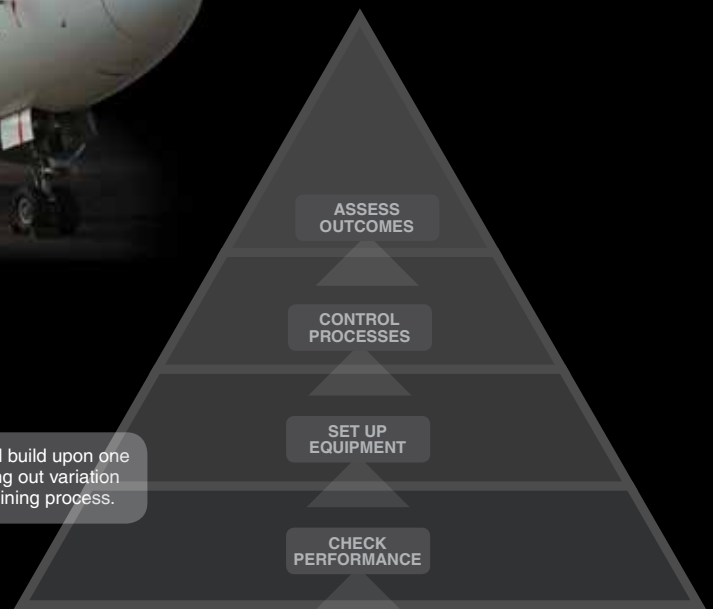 ASSESS
OUTCOMES
CONTROL
PROCESSES
SET UP
EQUIPMENT
build upon one
out variation
process.
CHECK
PERFORMANCE